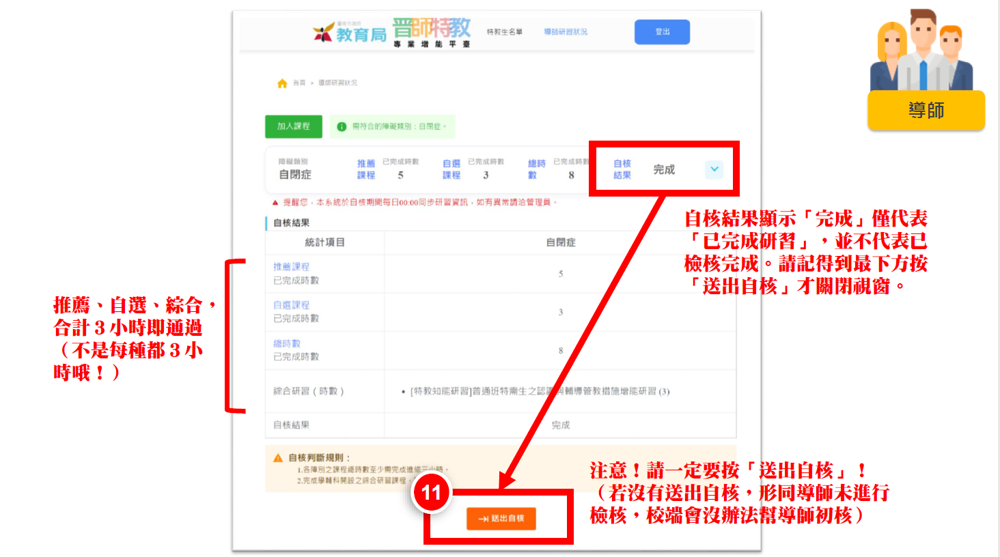 臺南市政府
教育局
晋師特教
專業增能平臺
特教生名單
導師研習狀況
登出
導師
首頁 > 導師研習狀況
加入課程
需符合的障礙類別：自閉症。
障礙類別
自閉症
推薦課程
已完成時數
5
自選課程
已完成時數
3
總時數
已完成時數
8
自核結果
完成
提醒您，本系統於自核期間每日00:00同步研習資訊，如有異常請洽管理員。
自核結果
統計項目 自閉症
推薦課程
已完成時數
5
自選課程
已完成時數
3
總時數
已完成時數
8
綜合研習（時數）
• [特教知能研習]普通班特需生之認識與輔導管教措施增能研習 (3)
自核結果 完成
自核判斷規則：
1.各障別之課程總時數至少需完成進修三小時。
2.完成學輔科開設之綜合研習課程，
11
送出自核
自核結果顯示「完成」僅代表
「已完成研習」，並不代表已
檢核完成。請記得到最下方按
「送出自核」才關閉視窗。
推薦、自選、綜合，
合計３小時即通過
（不是每種都３小
時哦！）
注意！請一定要按「送出自核」！
（若沒有送出自核，形同導師未進行
檢核，校端會沒辦法幫導師初核）